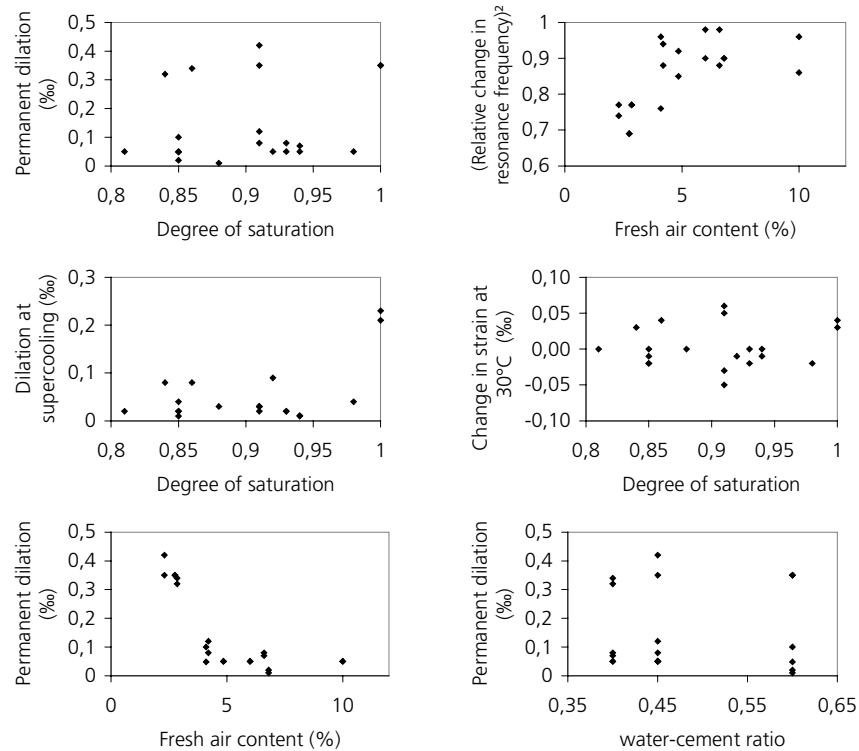 Permanent dilation
(‰)
0,5
0,4
0,3
0,2
0,1
0
0,8 0,85 0,9 0,95 1
Degree of saturation
(Relative change in
resonance frequency)²
1
0,9
0,8
0,7
0,6
0 5 10
Fresh air content (%)
Dilation at
supercooling (‰)
0,3
0,2
0,1
0
0,8 0,85 0,9 0,95 1
Degree of saturation
Change in strain at
30°C (‰)
0,10
0,05
0,00
-0,05
-0,10
0,8 0,85 0,9 0,95 1
Degree of saturation
Permanent dilation
(‰)
0,5
0,4
0,3
0,2
0,1
0
0 5 10
Fresh air content (%)
Permanent dilation
(‰)
0,5
0,4
0,3
0,2
0,1
0
0,35 0,45 0,55 0,65
water-cement ratio